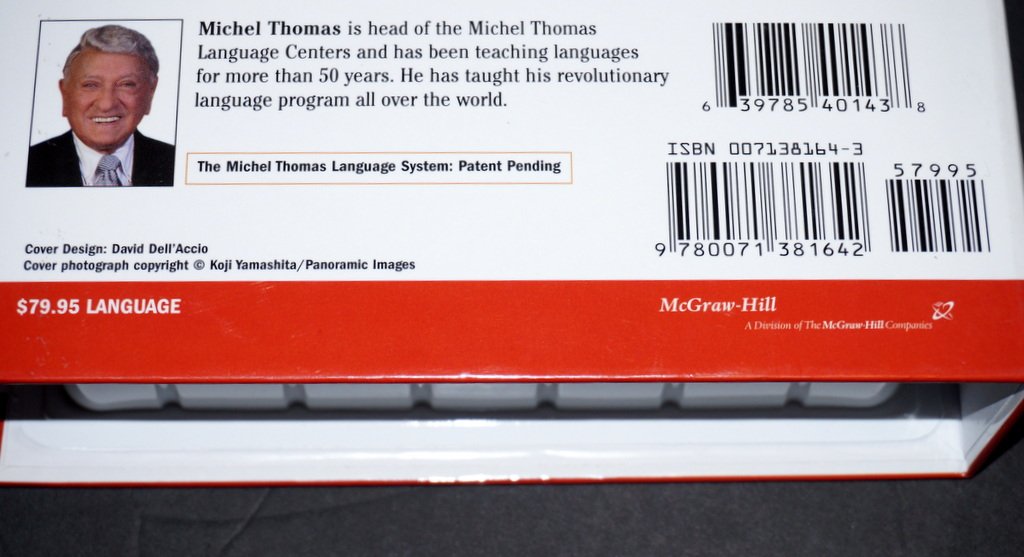 Michel Thomas is head of the Michel Thomas
Language Centers and has been teaching languages
for more than 50 years. He has taught his revolutionary
language program all over the world.
The Michel Thomas Language System: Patent Pending
Cover Design: David Dell'Accio
Cover photograph copyright © Koji Yamashita/Panoramic Images
6 39785 40143 8
ISBN 007138164-3
57995
9 780071 381642
$79.95 LANGUAGE
McGraw-Hill
A Division of The McGraw-Hill Companies